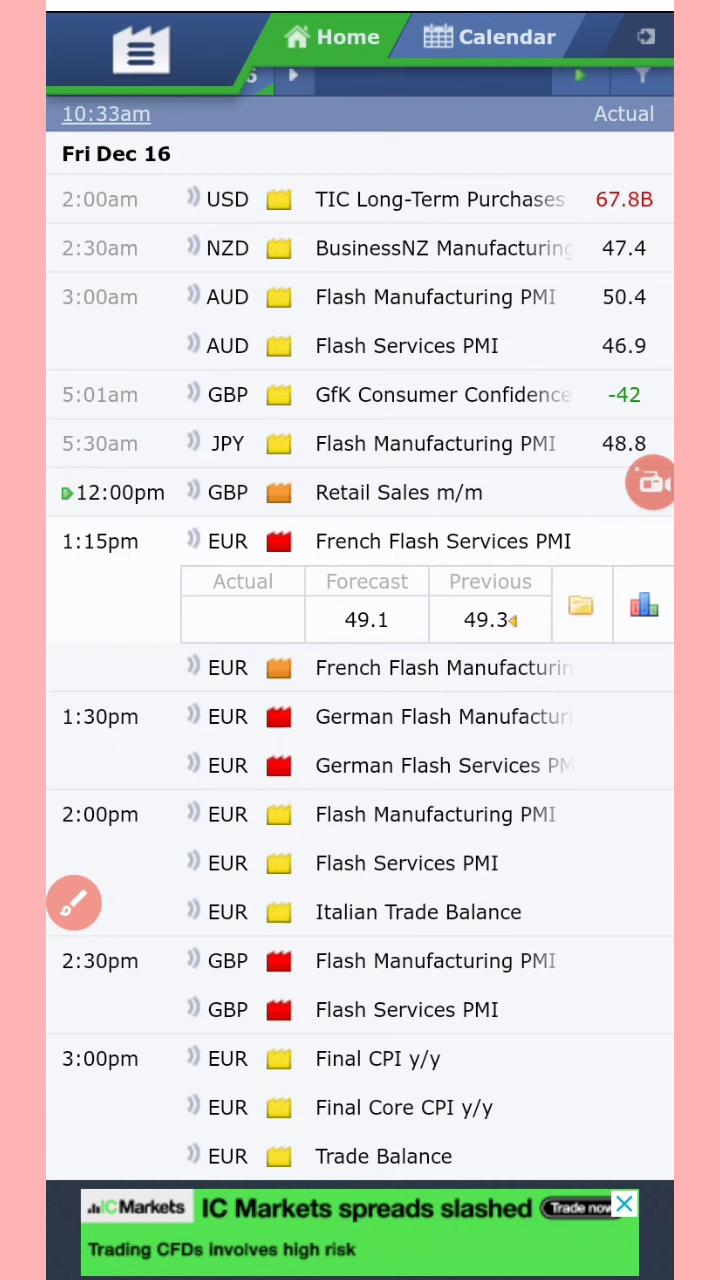 Home
Calendar
10:33am Actual
Fri Dec 16
2:00am USD TIC Long-Term Purchases 67.8B
2:30am NZD BusinessNZ Manufacturing 47.4
3:00am AUD Flash Manufacturing PMI 50.4
AUD Flash Services PMI 46.9
5:01am GBP GfK Consumer Confidence -42
5:30am JPY Flash Manufacturing PMI 48.8
12:00pm GBP Retail Sales m/m
1:15pm EUR French Flash Services PMI
Actual Forecast Previous
49.1 49.3
EUR French Flash Manufacturin
1:30pm EUR German Flash Manufacturi
EUR German Flash Services PM
2:00pm EUR Flash Manufacturing PMI
EUR Flash Services PMI
EUR Italian Trade Balance
2:30pm GBP Flash Manufacturing PMI
GBP Flash Services PMI
3:00pm EUR Final CPI y/y
EUR Final Core CPI y/y
EUR Trade Balance
IC Markets IC Markets spreads slashed Trade now
Trading CFDs involves high risk